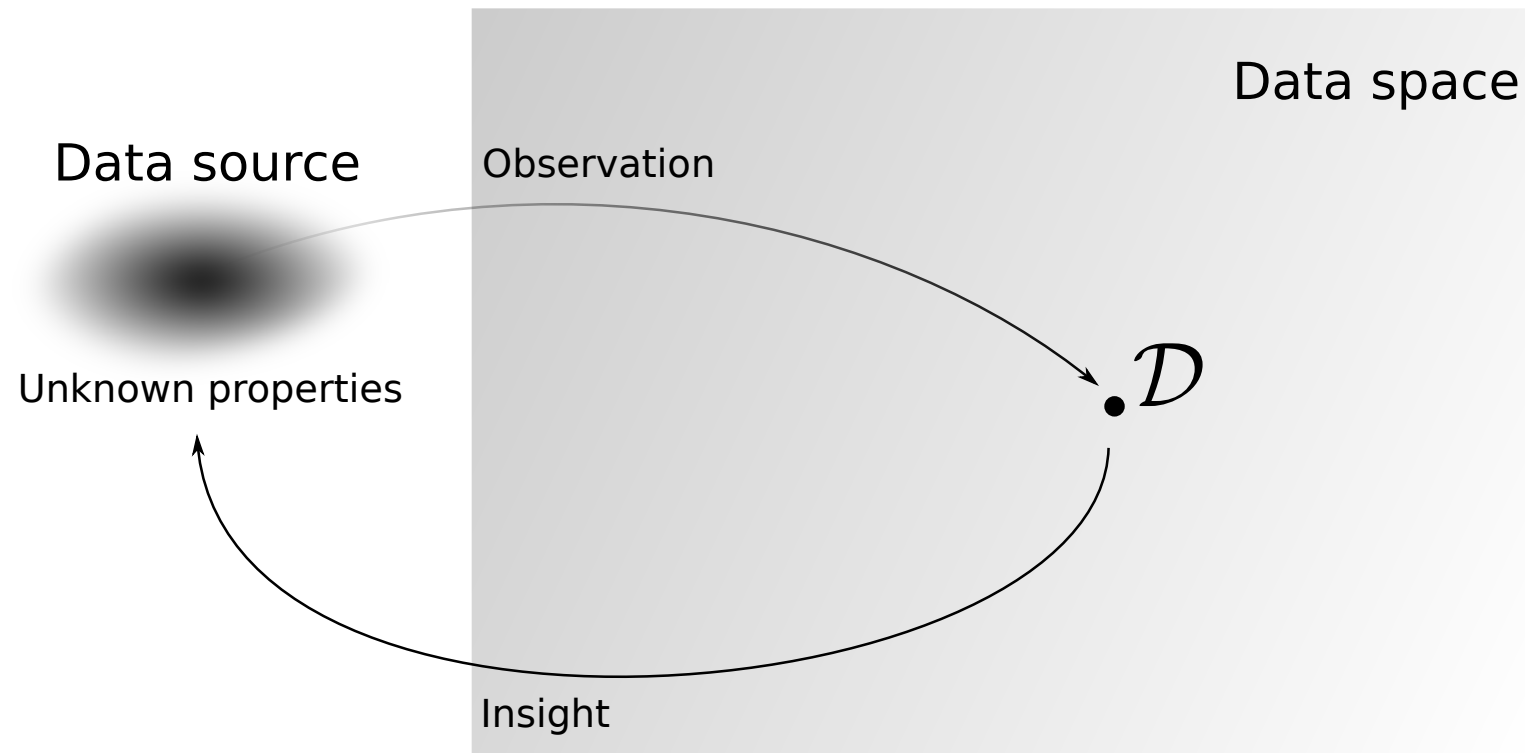 Data space
Data source
Observation
𝒟
Unknown properties
Insight